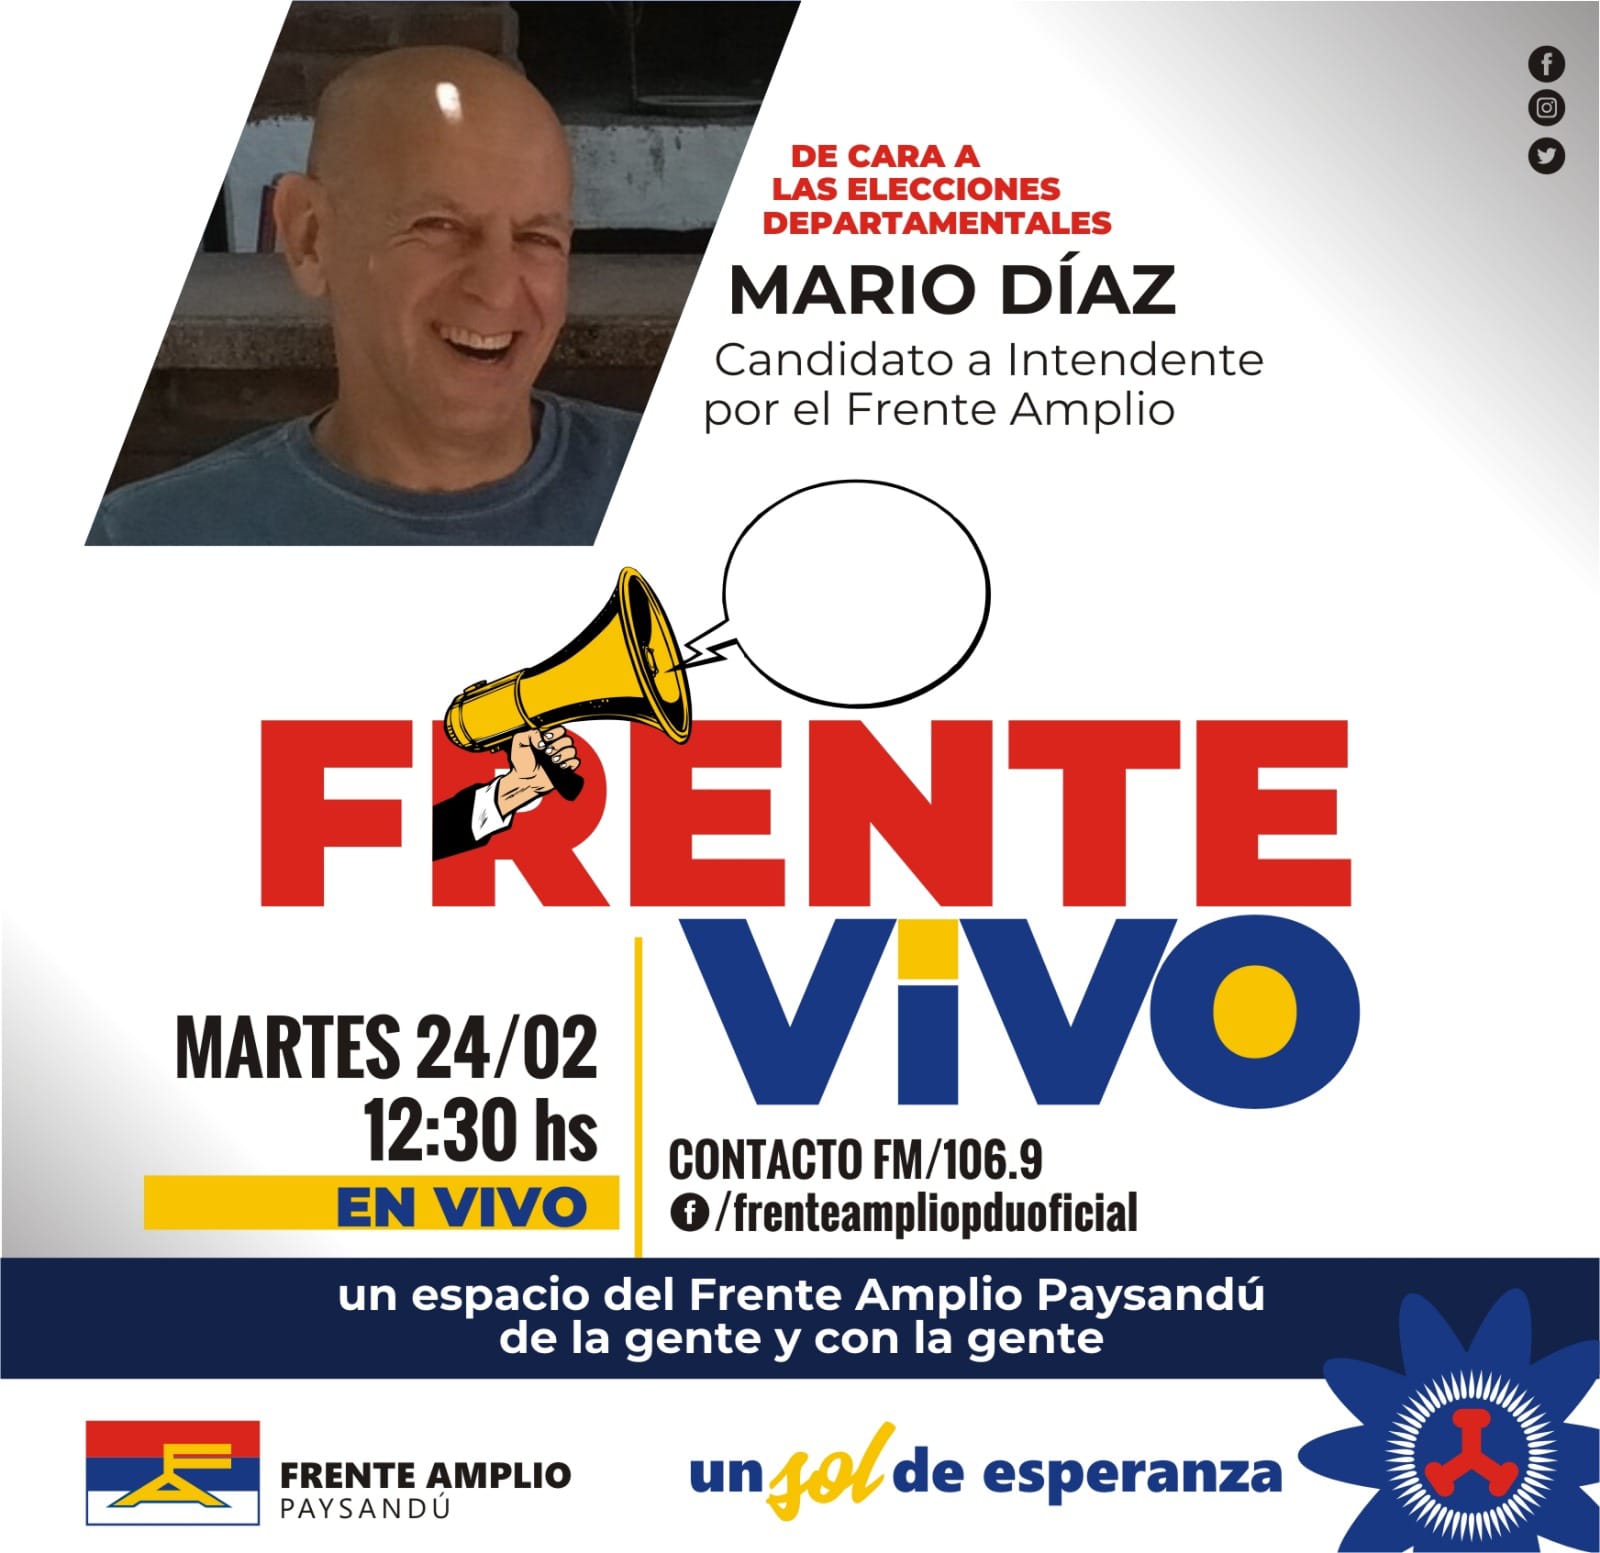 DE CARA A
LAS ELECCIONES
DEPARTAMENTALES
MARIO DÍAZ
Candidato a Intendente
por el Frente Amplio
FRENTE
ViVO
MARTES 24/02
12:30 hs
EN VIVO
CONTACTO FM/106.9
/frenteampliopduoficial
un espacio del Frente Amplio Paysandú
de la gente y con la gente
FA
FRENTE AMPLIO
PAYSANDÚ
un sol de esperanza